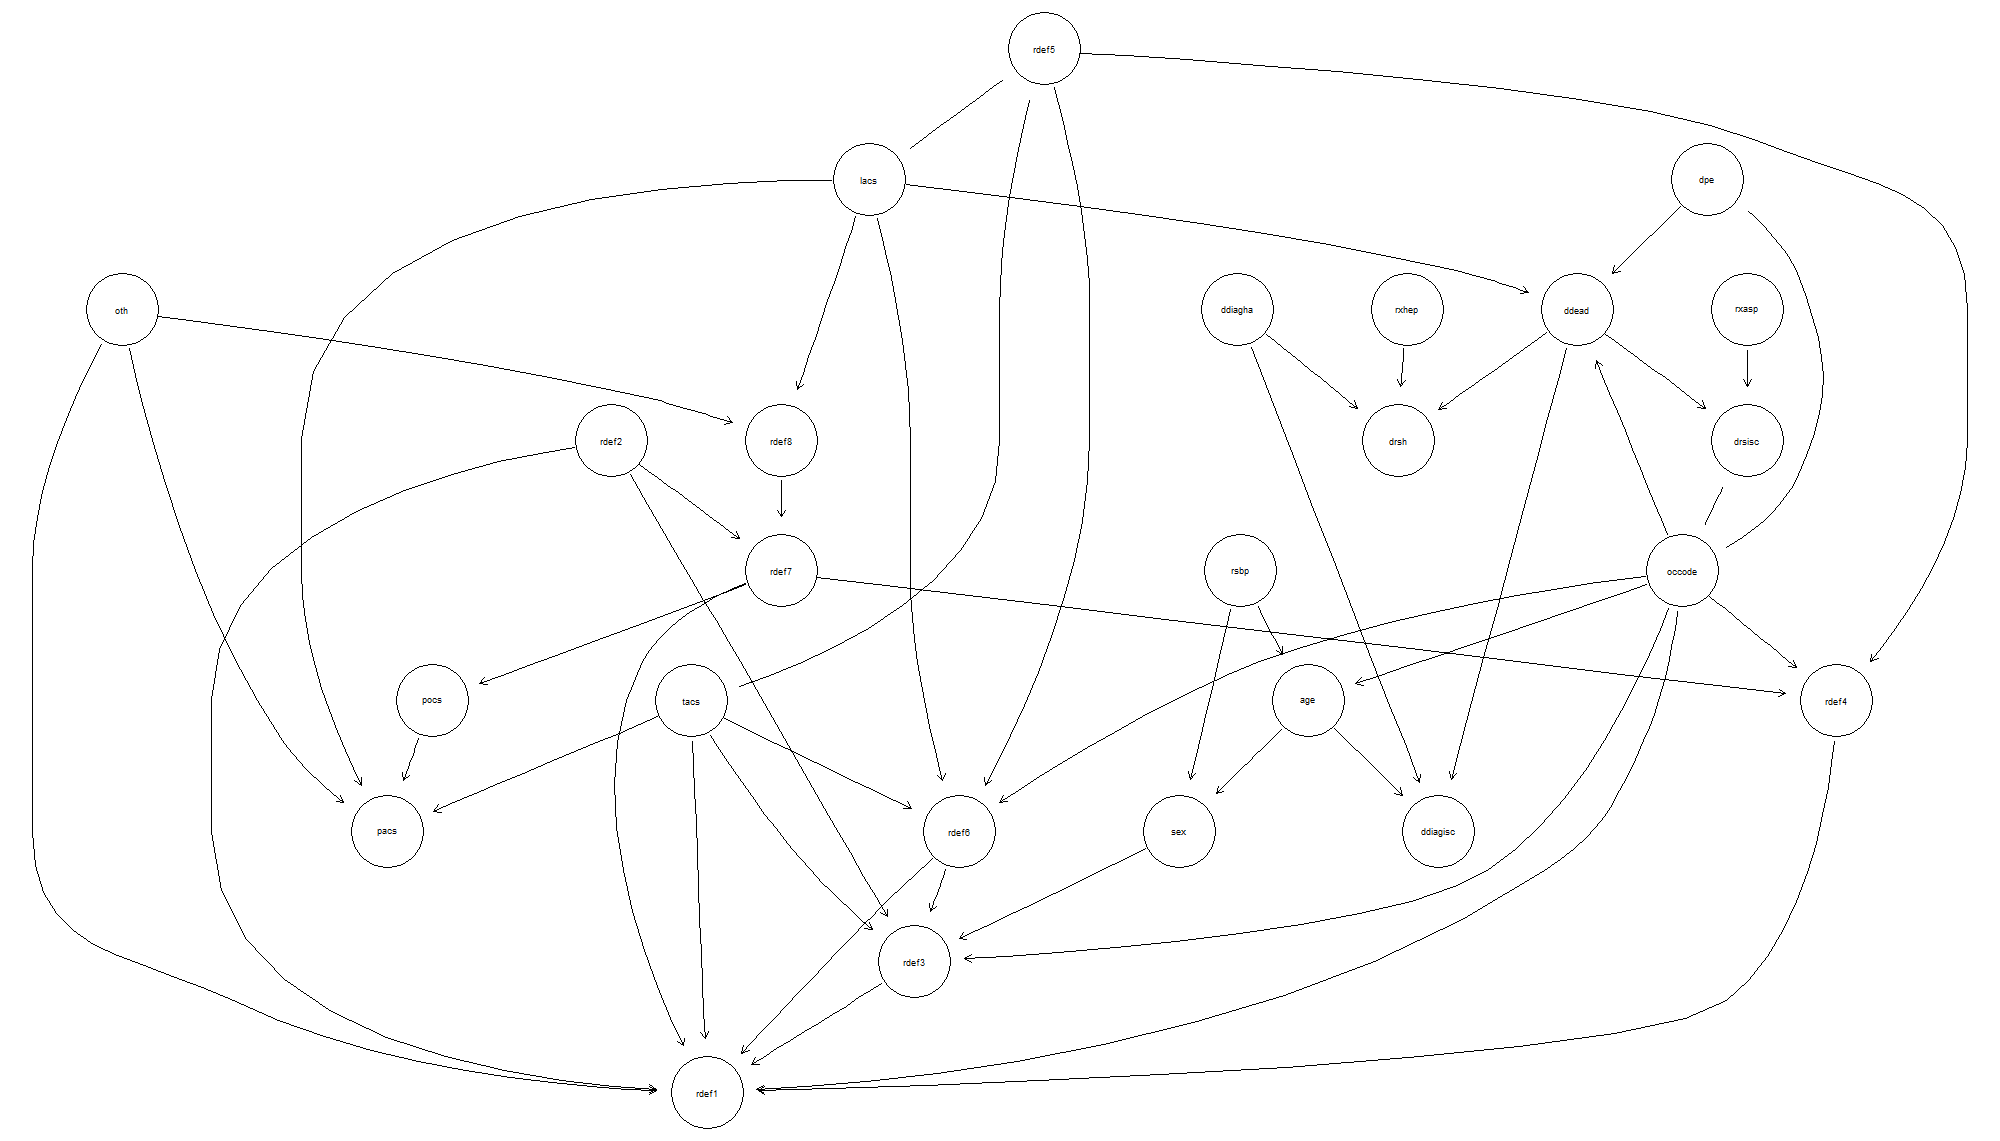 rdef5
lacs
dpe
oth
ddiagha
rxhep
ddead
rxasp
rdef2
rdef8
drsh
drsisc
rdef7
rsbp
occode
pocs
tacs
age
rdef4
pacs
rdef6
sex
ddiagisc
rdef3
rdef1